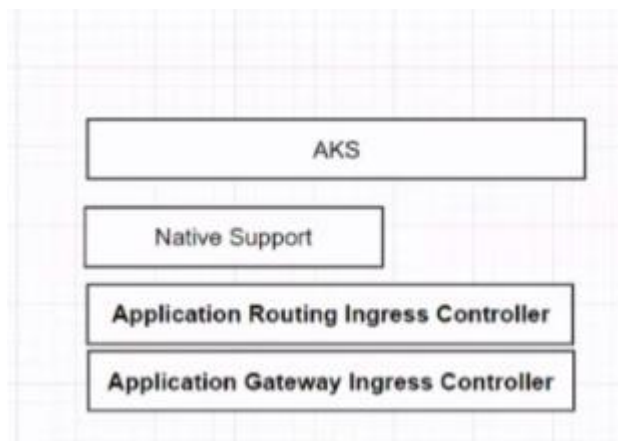 AKS
Native Support
Application Routing Ingress Controller
Application Gateway Ingress Controller